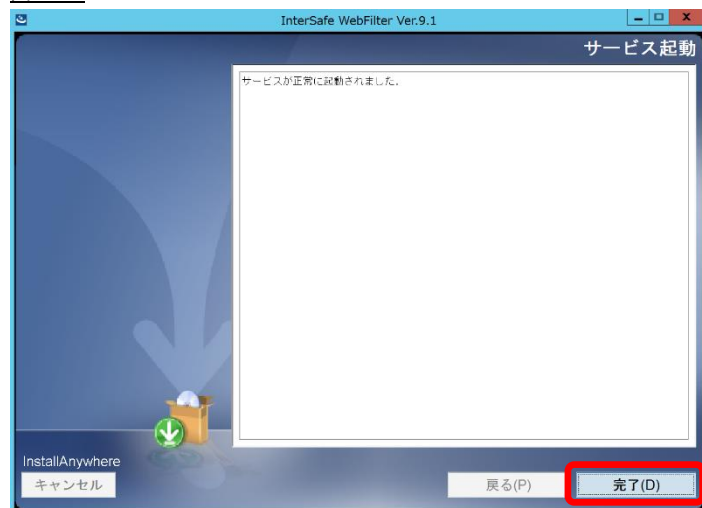 InterSafe WebFilter Ver.9.1
サービス起動
サービスが正常に起動されました。
InstallAnywhere
キャンセル
戻る(P)
完了(D)